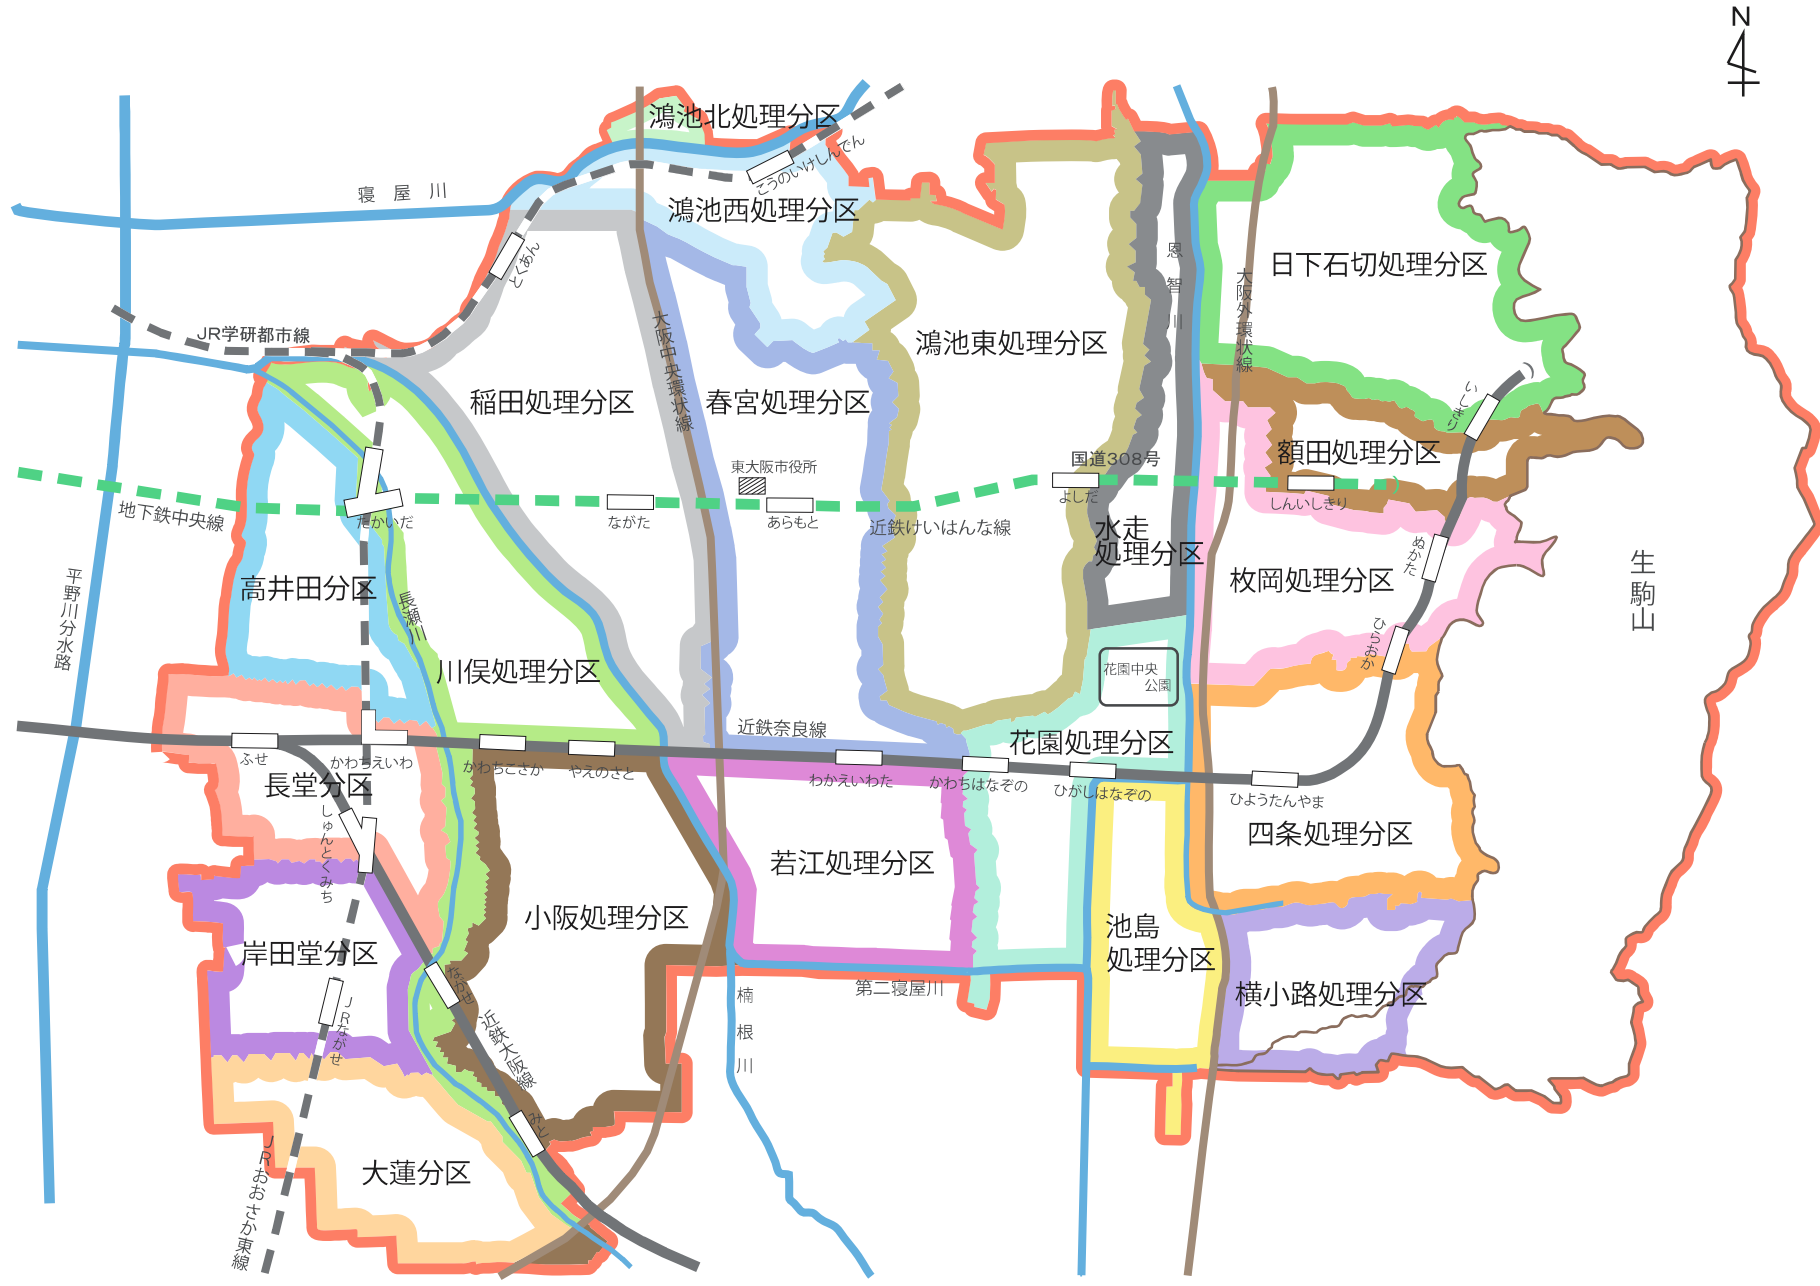 N
鴻池北処理分区
こうのいけしんでん
寝屋川
鴻池西処理分区
とくあん
恩智川
日下石切処理分区
大阪外環状線
JR学研都市線
大阪中央環状線
鴻池東処理分区
稲田処理分区
春宮処理分区
いしきり
額田処理分区
国道308号
東大阪市役所
よしだ
しんいしきり
地下鉄中央線
たかいだ
ながた
あらもと
近鉄けいはんな線
水走
処理分区
ぬかた
生駒山
平野川分水路
高井田分区
長瀬川
枚岡処理分区
ひらおか
川俣処理分区
花園中央
公園
近鉄奈良線
花園処理分区
ふせ
かわちえいわ
かわちこさか
やえのさと
わかえいわた
かわちはなぞの
ひがしはなぞの
ひようたんやま
長堂分区
しゅんとくみち
四条処理分区
若江処理分区
小阪処理分区
池島
処理分区
岸田堂分区
ながせ
JRながせ
第二寝屋川
楠根川
横小路処理分区
近鉄大阪線
みと
大蓮分区
JRおおさか東線